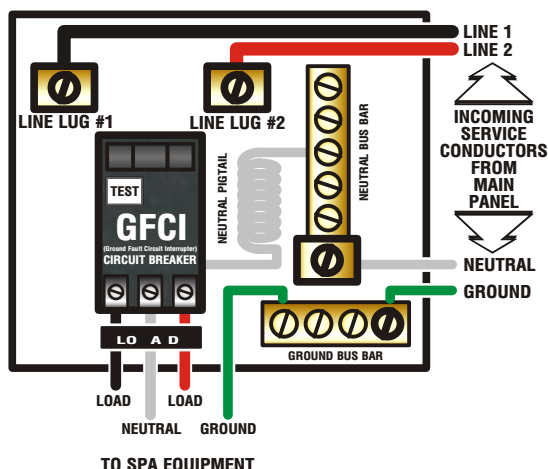 LINE 1
LINE 2
LINE LUG #1
LINE LUG #2
NEUTRAL BUS BAR
NEUTRAL PIGTAIL
INCOMING
SERVICE
CONDUCTORS
FROM
MAIN
PANEL
TEST
GFCI
(Ground Fault Circuit Interrupter)
CIRCUIT BREAKER
NEUTRAL
GROUND
LO A D
GROUND BUS BAR
LOAD
LOAD
NEUTRAL
GROUND
TO SPA EQUIPMENT